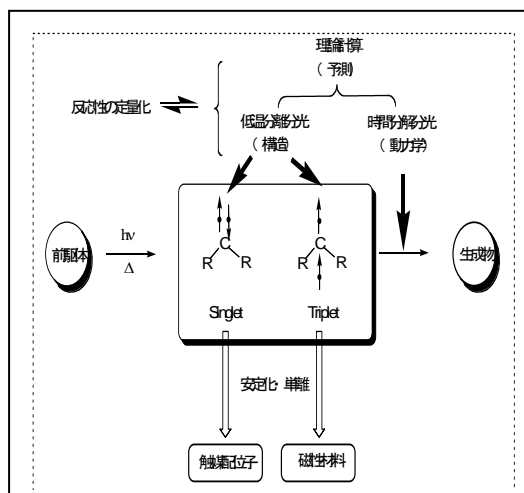 理論計算
(予測)
反応性の定量化
低温分離分光
(構造)
時間分解分光
(動力学)
前駆体
hν
Δ
C
R R
Singlet
C
R R
Triplet
生成物
安定化・単離
触媒配位子
磁性材料